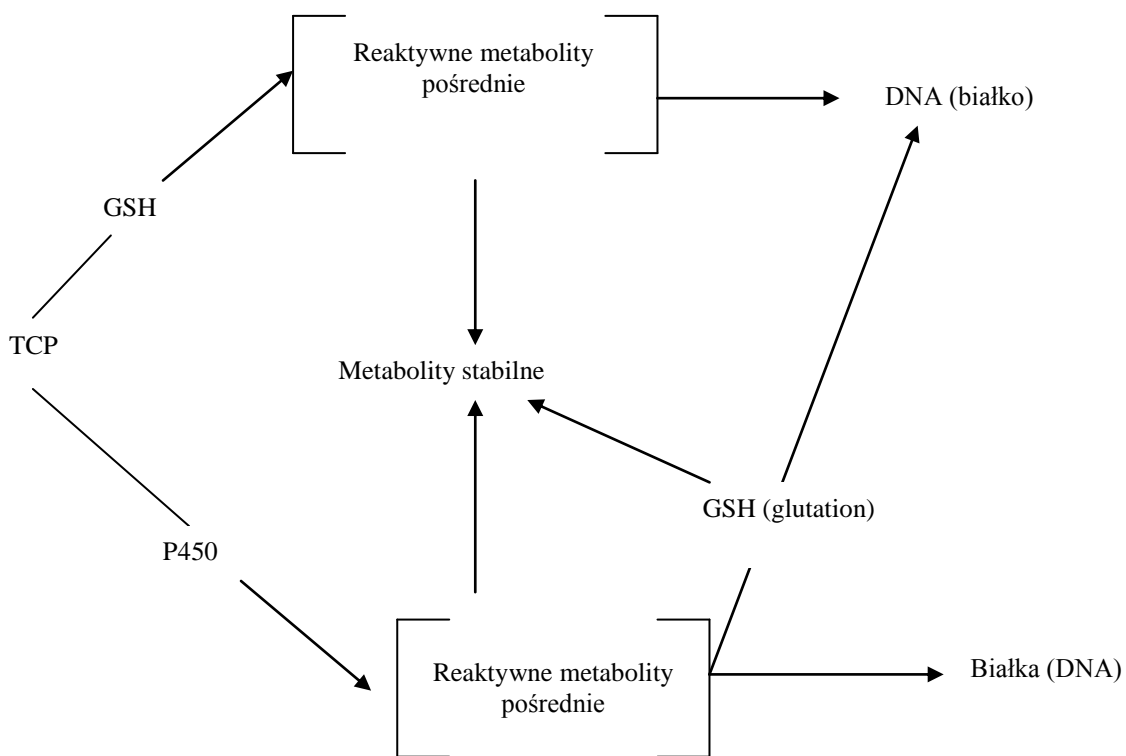 Reaktywne metabolity
pośrednie
DNA (białko)
GSH
TCP
Metabolity stabilne
GSH (glutation)
P450
Reaktywne metabolity
pośrednie
Białka (DNA)